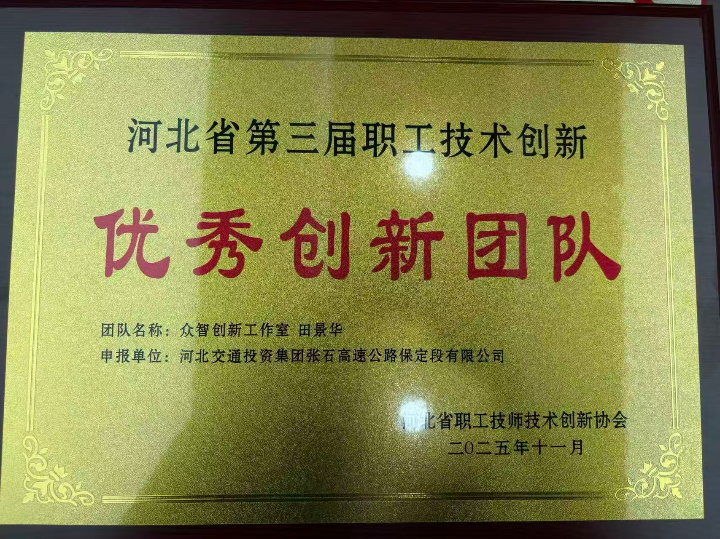 河北省第三届职工技术创新
优秀创新团队
团队名称：众智创新工作室 田景华
申报单位：河北交通投资集团张石高速公路保定段有限公司
河北省职工技师技术创新协会
二〇二五年十一月